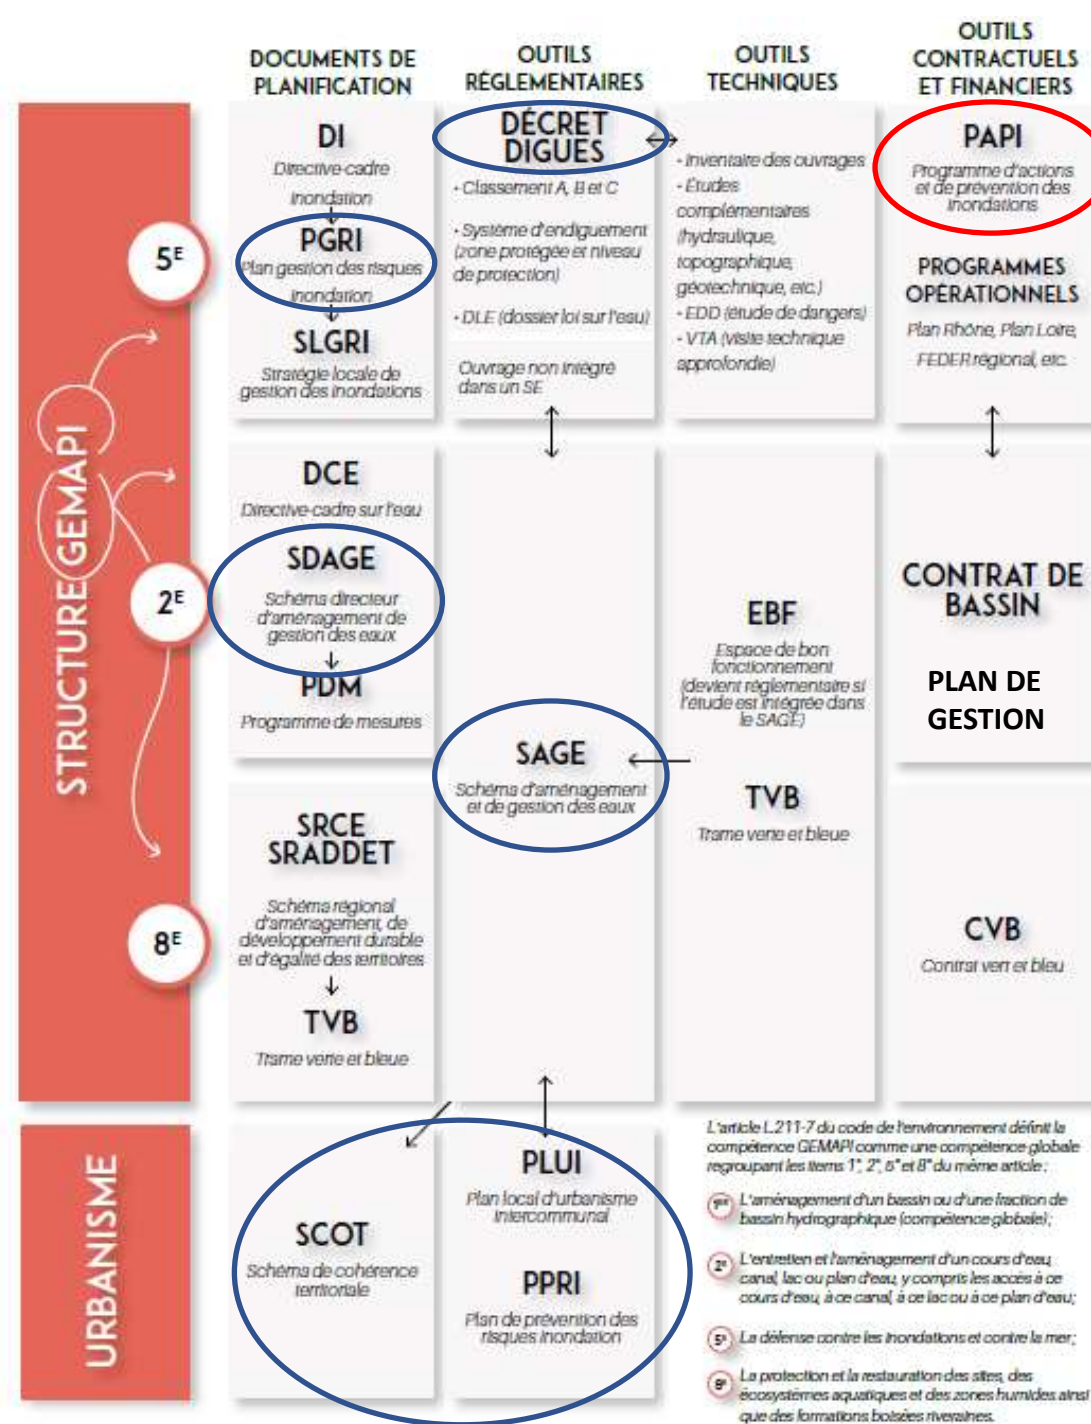 DOCUMENTS DE
PLANIFICATION
OUTILS
RÉGLEMENTAIRES
OUTILS
TECHNIQUES
OUTILS
CONTRACTUELS
ET FINANCIERS
STRUCTURE GEMAPI
5E
DI
Directive-cadre
Inondation
PGRI
Plan gestion des risques
Inondation
SLGRI
Stratégie locale de
gestion des Inondations
DÉCRET
DIGUES
• Classement A, B et C
• Système d'endiguement
(zone protégée et niveau
de protection)
• DLE (dossier loi sur l'eau)
Ouvrage non Intégré
dans un SE
• Inventaire des ouvrages
• Études
complémentaires
(hydraulique,
topographique,
géotechnique, etc.)
• EDD (étude de dangers)
• VTA (visite technique
approfondie)
PAPI
Programme d'actions
et de prévention des
Inondations
PROGRAMMES
OPÉRATIONNELS
Plan Rhône, Plan Loire,
FEDER régional, etc.
2E
DCE
Directive-cadre sur l'eau
SDAGE
Schéma directeur
d'aménagement de
gestion des eaux
PDM
Programme de mesures
SAGE
Schéma d'aménagement
et de gestion des eaux
EBF
Espace de bon
fonctionnement
(devient réglementaire si
l'étude est intégrée dans
le SAGE)
TVB
Trame verte et bleue
CONTRAT DE
BASSIN
PLAN DE
GESTION
8E
SRCE
SRADDET
Schéma régional
d'aménagement, de
développement durable
et d'égalité des territoires
TVB
Trame verte et bleue
CVB
Contrat vert et bleu
URBANISME
SCOT
Schéma de cohérence
territoriale
PLUI
Plan local d'urbanisme
Intercommunal
PPRI
Plan de prévention des
risques Inondation
L'article L.211-7 du code de l'environnement définit la
compétence GEMAPI comme une compétence globale
regroupant les items 1°, 2°, 5° et 8° du même article :
1er L'aménagement d'un bassin ou d'une fraction de
bassin hydrographique (compétence globale);
2e L'entretien et l'aménagement d'un cours d'eau,
canal, lac ou plan d'eau, y compris les accès à ce
cours d'eau, à ce canal, à ce lac ou à ce plan d'eau;
5e La défense contre les Inondations et contre la mer;
8e La protection et la restauration des sites, des
écosystèmes aquatiques et des zones humides ainsi
que des formations boisées riveraines.